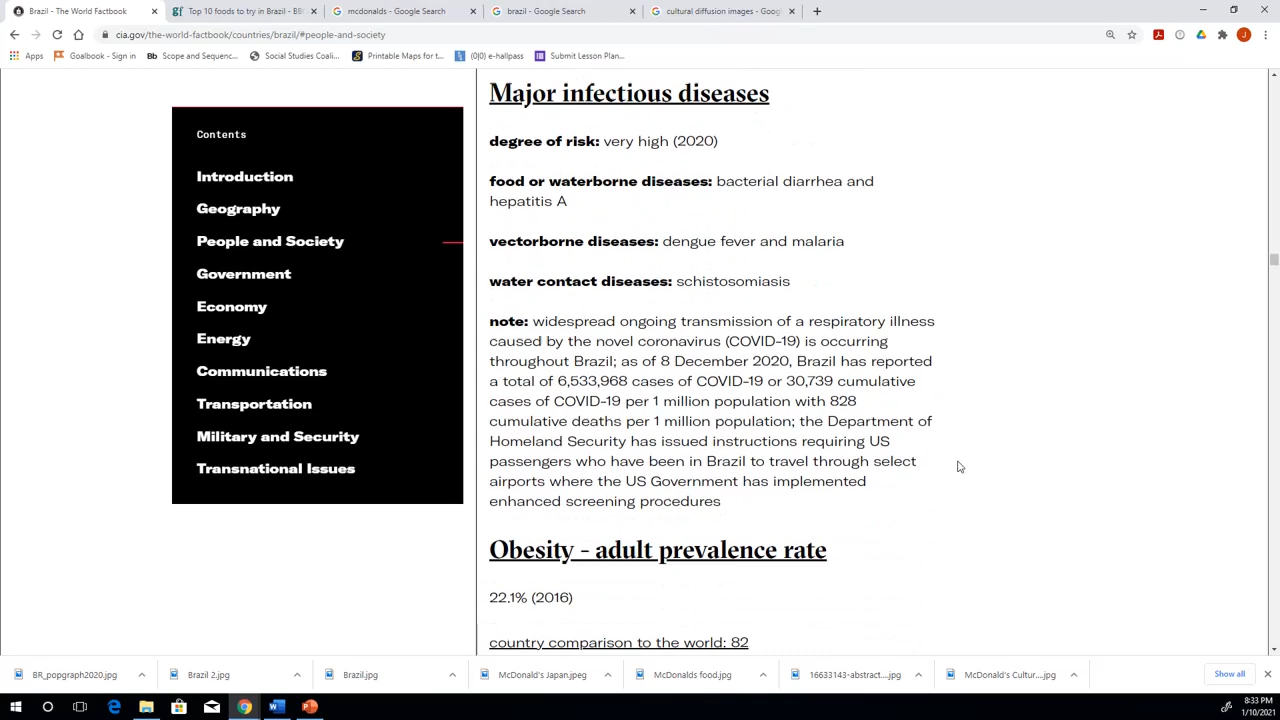 Brazil - The World Factbook
Top 10 foods to try in Brazil - BB
mcdonalds - Google Search
brazil - Google Search
cultural diffusion images - Goo
cia.gov/the-world-factbook/countries/brazil/#people-and-society
J
Apps
Goalbook - Sign in
Bb Scope and Sequenc...
Social Studies Coali...
Printable Maps for t...
(0|0) e-hallpass
Submit Lesson Plan...
Contents
Introduction
Geography
People and Society
Government
Economy
Energy
Communications
Transportation
Military and Security
Transnational Issues
Major infectious diseases
degree of risk: very high (2020)
food or waterborne diseases: bacterial diarrhea and
hepatitis A
vectorborne diseases: dengue fever and malaria
water contact diseases: schistosomiasis
note: widespread ongoing transmission of a respiratory illness
caused by the novel coronavirus (COVID-19) is occurring
throughout Brazil; as of 8 December 2020, Brazil has reported
a total of 6,533,968 cases of COVID-19 or 30,739 cumulative
cases of COVID-19 per 1 million population with 828
cumulative deaths per 1 million population; the Department of
Homeland Security has issued instructions requiring US
passengers who have been in Brazil to travel through select
airports where the US Government has implemented
enhanced screening procedures
Obesity - adult prevalence rate
22.1% (2016)
country comparison to the world: 82
BR_popgraph2020.jpg
Brazil 2.jpg
Brazil.jpg
McDonald's Japan.jpeg
McDonalds food.jpg
16633143-abstract....jpg
McDonald's Cultur....jpg
Show all
8:33 PM
1/10/2021